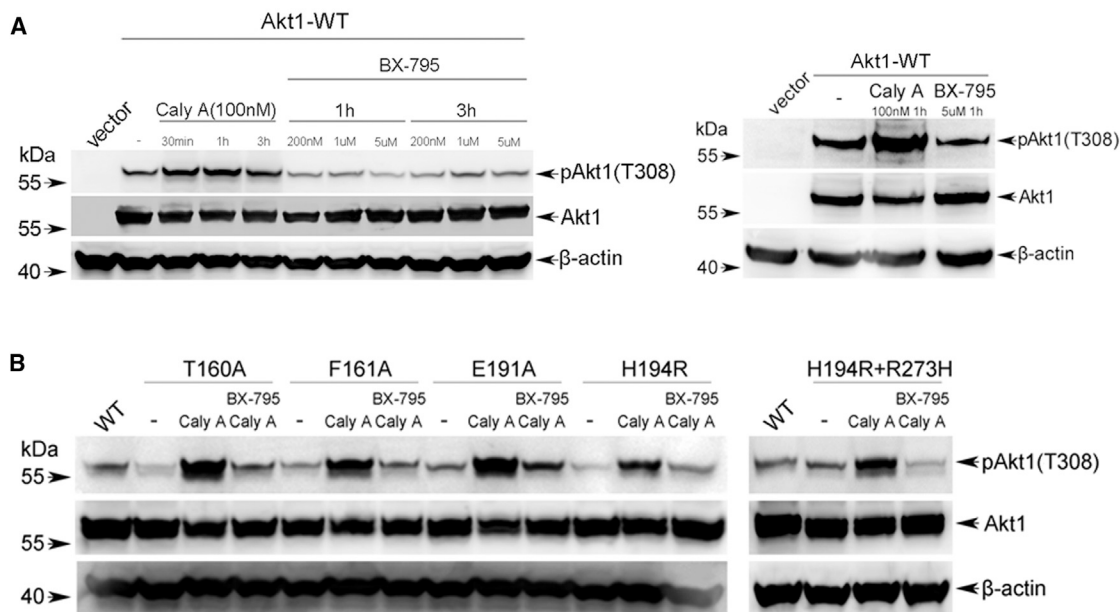 A
Akt1-WT
BX-795
Caly A(100nM) 1h 3h
vector - 30min 1h 3h 200nM 1uM 5uM 200nM 1uM 5uM
kDa
55 pAkt1(T308)
55 Akt1
40 β-actin
Akt1-WT
vector - Caly A BX-795
100nM 1h 5uM 1h
kDa
55 pAkt1(T308)
55 Akt1
40 β-actin
B
T160A F161A E191A H194R
BX-795 BX-795 BX-795 BX-795
WT - Caly A Caly A - Caly A Caly A - Caly A Caly A - Caly A Caly A
kDa
55
55
40
H194R+R273H
BX-795
WT - Caly A Caly A
pAkt1(T308)
Akt1
β-actin